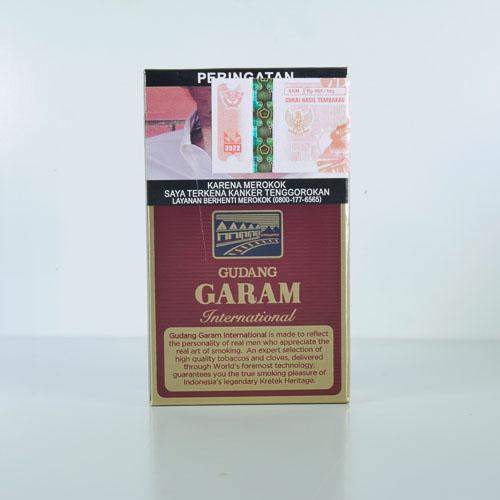 PERINGATAN
2022
SKM
CUKAI HASIL TEMBAKAU
KARENA MEROKOK
SAYA TERKENA KANKER TENGGOROKAN
LAYANAN BERHENTI MEROKOK (0800-177-6565)
GUDANG
GARAM
International
Gudang Garam International is made to reflect
the personality of real men who appreciate the
real art of smoking. An expert selection of
high quality tobaccos and cloves, delivered
through World's foremost technology,
guarantees you the true smoking pleasure of
Indonesia's legendary Kretek Heritage.